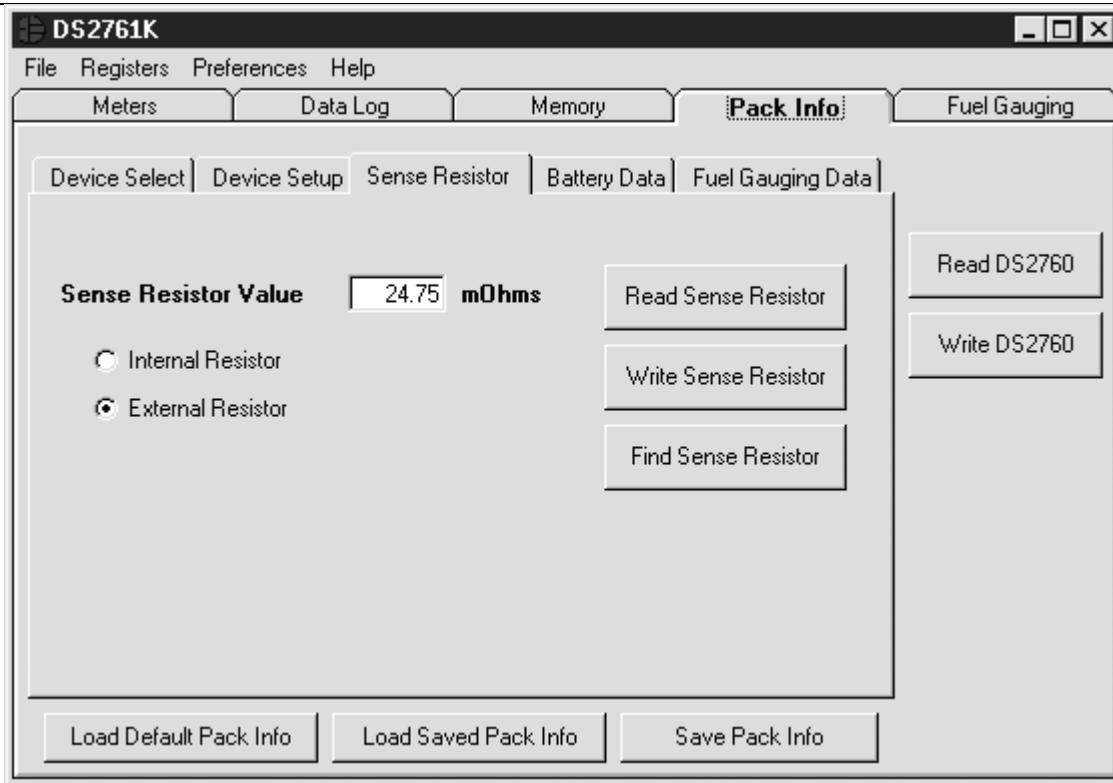 DS2761K
File Registers Preferences Help
Meters Data Log Memory Pack Info Fuel Gauging
Device Select Device Setup Sense Resistor Battery Data Fuel Gauging Data
Read DS2760
Sense Resistor Value 24.75 mOhms Read Sense Resistor
Write DS2760
Internal Resistor
Write Sense Resistor
External Resistor
Find Sense Resistor
Load Default Pack Info Load Saved Pack Info Save Pack Info